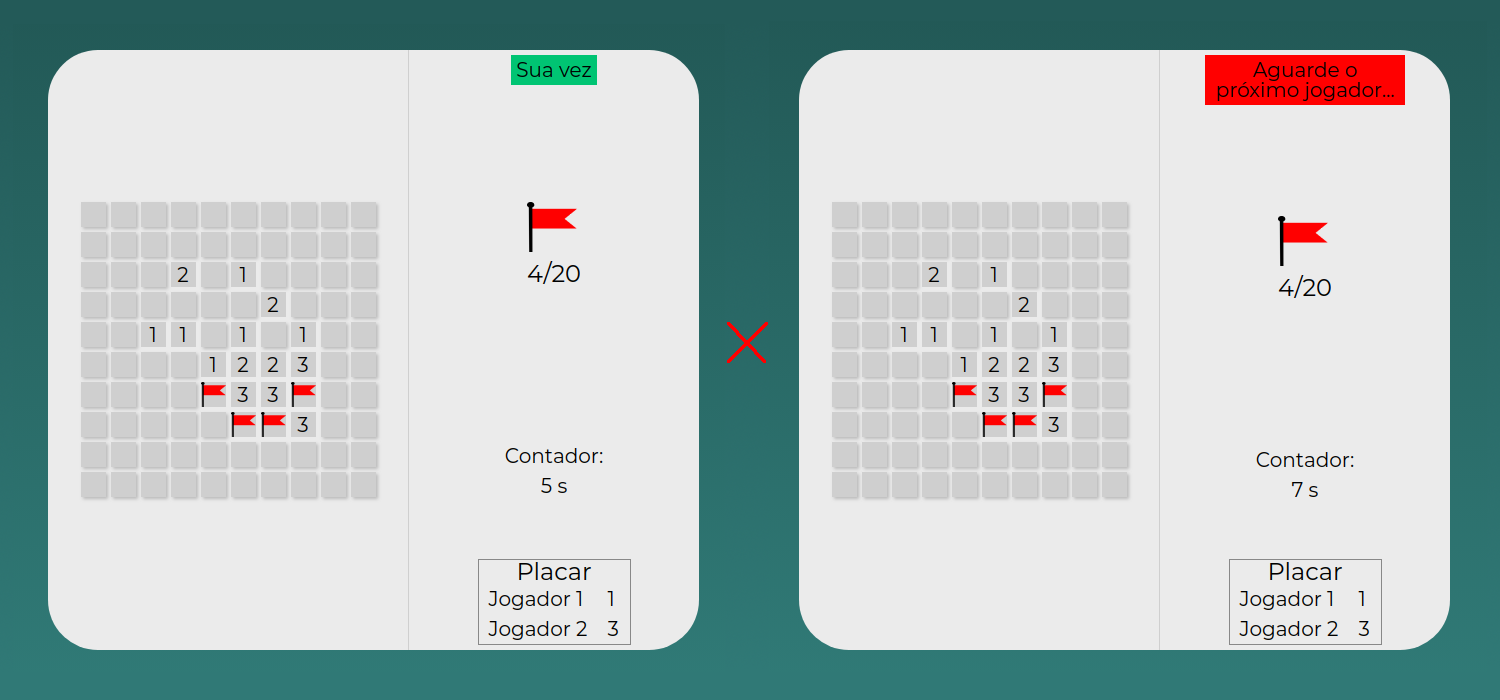 Sua vez
4/20
2 1
2
1 1 1 1
1 2 2 3
3 3
3
Contador:
5 s
Placar
Jogador 1 1
Jogador 2 3
Aguarde o
próximo jogador...
4/20
2 1
2
1 1 1 1
1 2 2 3
3 3
3
Contador:
7 s
Placar
Jogador 1 1
Jogador 2 3